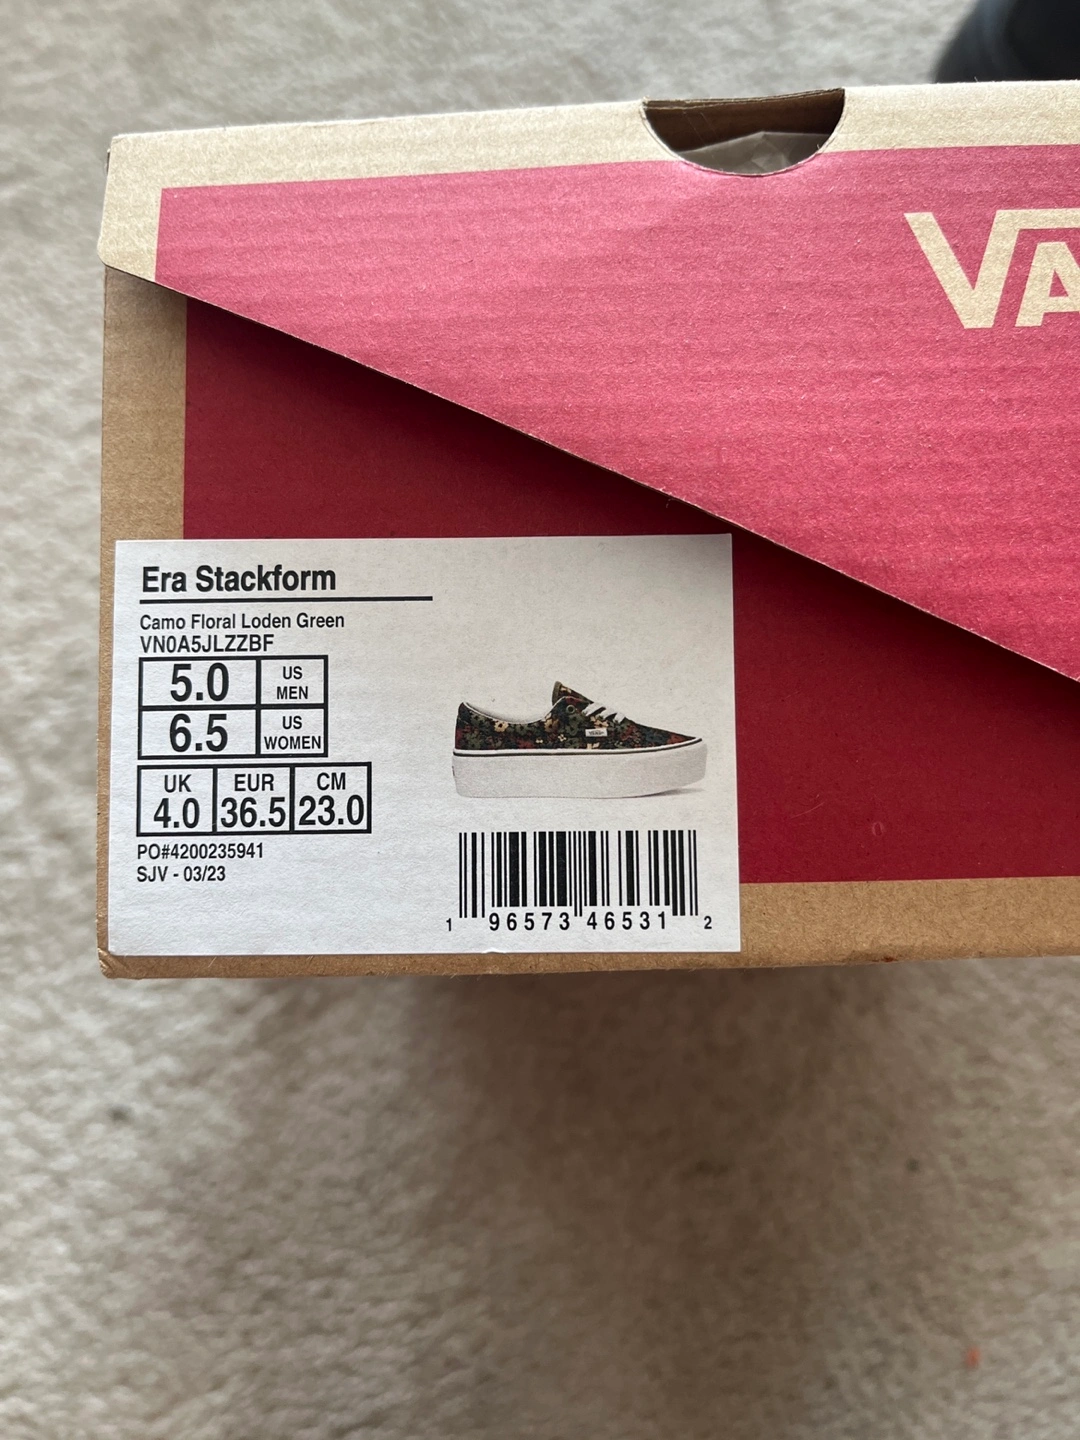 VA
Era Stackform
Camo Floral Loden Green
VN0A5JLZZBF
5.0 US MEN
6.5 US WOMEN
UK EUR CM
4.0 36.5 23.0
PO#4200235941
SJV - 03/23
1 96573 46531 2